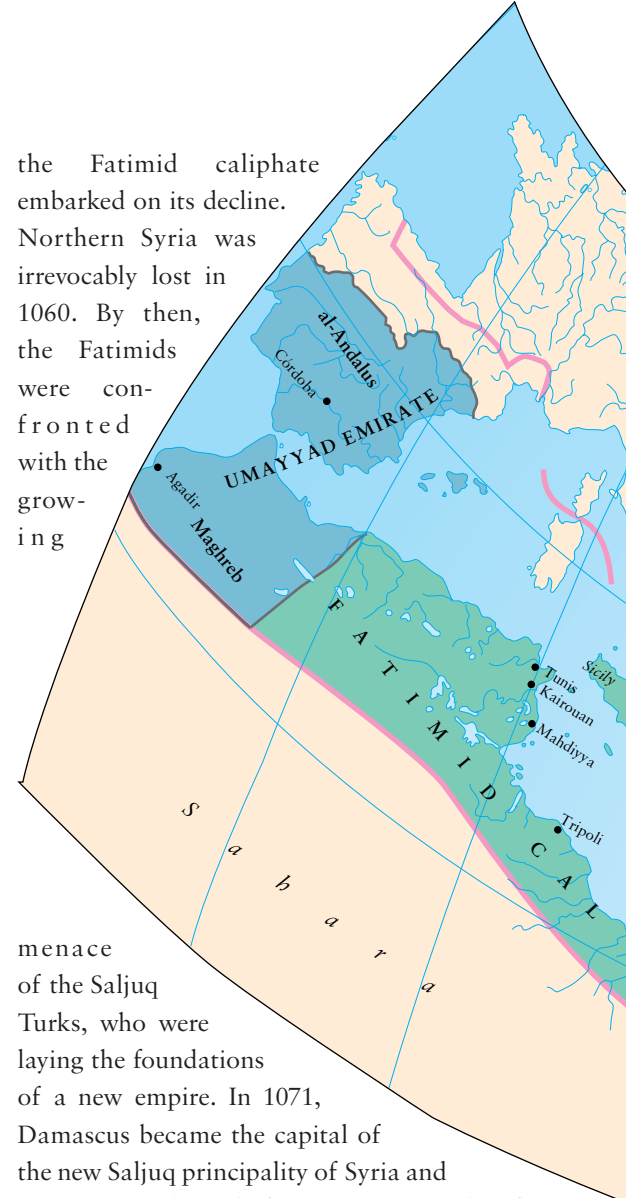 the Fatimid caliphate
embarked on its decline.
Northern Syria was
irrevocably lost in
1060. By then,
the Fatimids
were con-
fronted
with the
grow-
ing
menace
of the Saljuq
Turks, who were
laying the foundations
of a new empire. In 1071,
Damascus became the capital of
the new Saljuq principality of Syria and
al-Andalus
Córdoba
UMAYYAD EMIRATE
Agadir
Maghreb
FATIMID CAL
Tunis
Kairouan
Mahdiyya
Sicily
Tripoli
Sahara